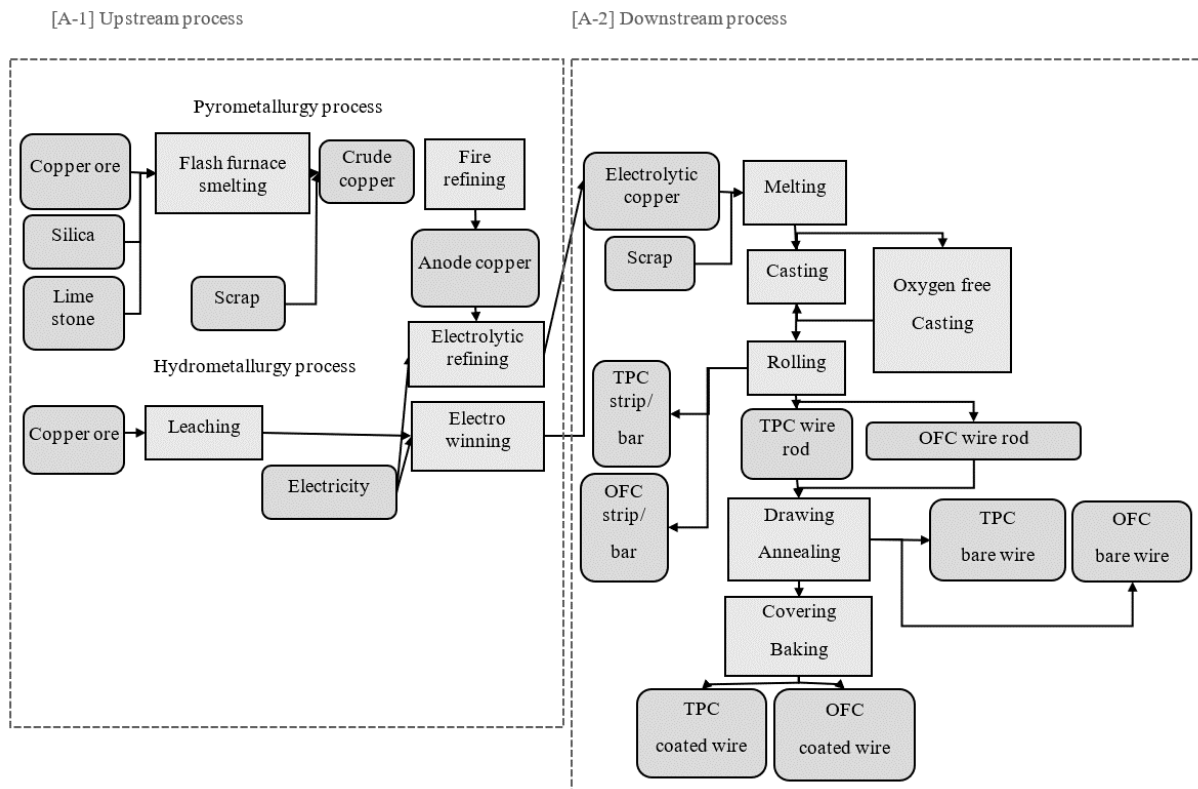 [A-1] Upstream process
Pyrometallurgy process
Copper ore
Flash furnace
smelting
Crude
copper
Fire
refining
Silica
Lime
stone
Scrap
Anode copper
Electrolytic
refining
Hydrometallurgy process
Copper ore
Leaching
Electro
winning
Electricity
[A-2] Downstream process
Electrolytic
copper
Melting
Scrap
Casting
Oxygen free
Casting
Rolling
TPC
strip/
bar
TPC wire
rod
OFC wire rod
OFC
strip/
bar
Drawing
Annealing
TPC
bare wire
OFC
bare wire
Covering
Baking
TPC
coated wire
OFC
coated wire